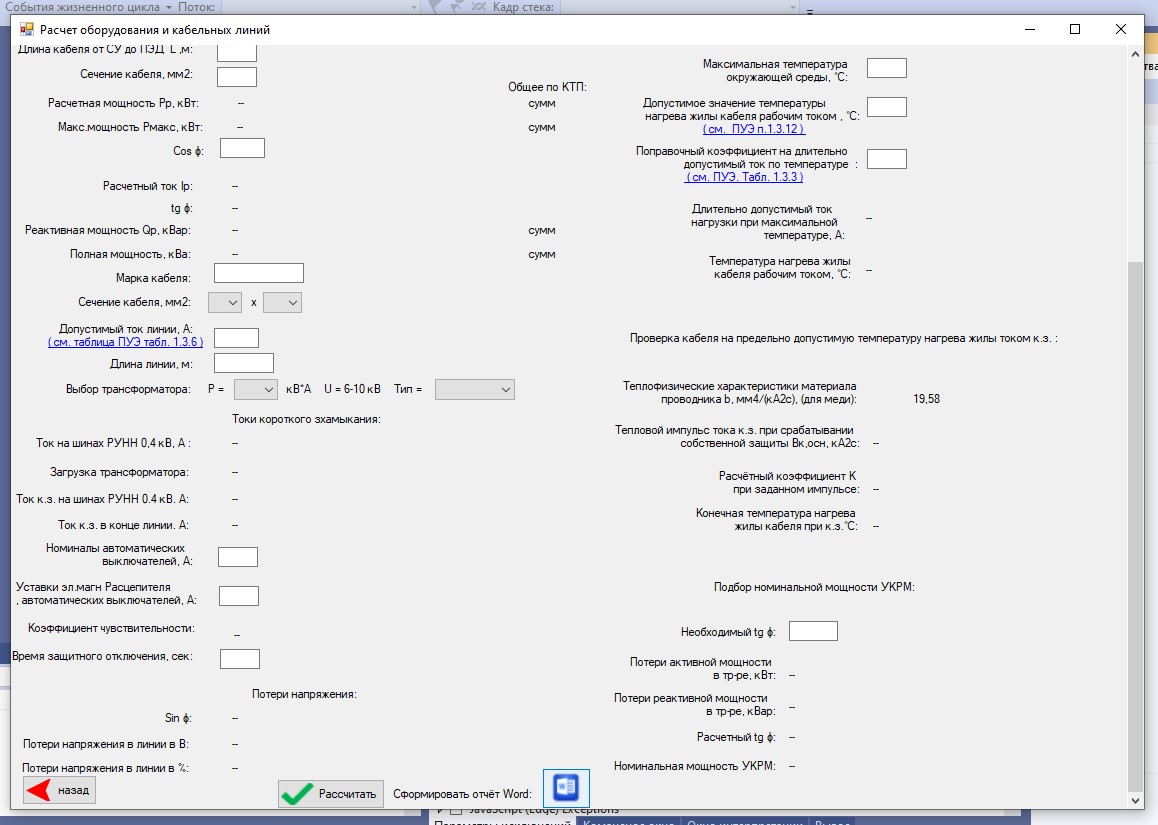 События жизненного цикла Поток: Кадр стека:
Расчет оборудования и кабельных линий
Длина кабеля от СУ до ПЭД L ,м:
Сечение кабеля, мм2:
Общее по КТП:
Расчетная мощность Pp, кВт: -- сумм
Макс.мощность Pмакс, кВт: -- сумм
Cos ф:
Расчетный ток Ip: --
tg ф: --
Реактивная мощность Qp, кВар: -- сумм
Полная мощность, кВа: -- сумм
Марка кабеля:
Сечение кабеля, мм2: x
Допустимый ток линии, А:
( см. таблица ПУЭ табл. 1.3.6 )
Длина линии, м:
Выбор трансформатора: P = кВ*А U = 6-10 кВ Тип =
Токи короткого зхамыкания:
Ток на шинах РУНН 0,4 кВ, А : --
Загрузка трансформатора: --
Ток к.з. на шинах РУНН 0.4 кВ. А: --
Ток к.з. в конце линии. А: --
Номиналы автоматических
выключателей, А:
Уставки эл.магн Расцепителя
, автоматических выключателей, А:
Коэффициент чувствительности: --
Время защитного отключения, сек:
Потери напряжения:
Sin ф: --
Потери напряжения в линии в В: --
Потери напряжения в линии в %: --
назад
Рассчитать
Сформировать отчёт Word:
Максимальная температура
окружающей среды, °С:
Допустимое значение температуры
нагрева жилы кабеля рабочим током , °С:
( см. ПУЭ п.1.3.12 )
Поправочный коэффициент на длительно
допустимый ток по температуре :
( см. ПУЭ. Табл. 1.3.3 )
Длительно допустимый ток
нагрузки при максимальной
температуре, А: --
Температура нагрева жилы
кабеля рабочим током, °С: --
Проверка кабеля на предельно допустимую температуру нагрева жилы током к.з. :
Теплофизические характеристики материала
проводника b, мм4/(кА2с), (для меди): 19,58
Тепловой импульс тока к.з. при срабатывании
собственной защиты Вк,осн, кА2с: --
Расчётный коэффициент К
при заданном импульсе: --
Конечная температура нагрева
жилы кабеля при к.з.°С: --
Подбор номинальной мощности УКРМ:
Необходимый tg ф:
Потери активной мощности
в тр-ре, кВт: --
Потери реактивной мощности
в тр-ре, кВар: --
Расчетный tg ф: --
Номинальная мощность УКРМ: --
JavaScript (Edge) Exceptions